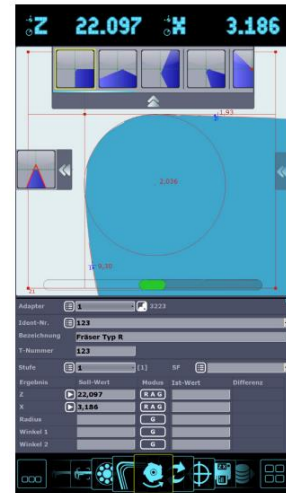 Z 22.097 X 3.186
-1,93
2,036
9,30
21
Adapter 1 3223
Ident-Nr. 123
Bezeichnung Fräser Typ R
T-Nummer 123
Stufe 1 [1] SF
Ergebnis Soll-Wert Modus Ist-Wert Differenz
Z 22,097 R A G
X 3,186 R A G
Radius G
Winkel 1 G
Winkel 2 G